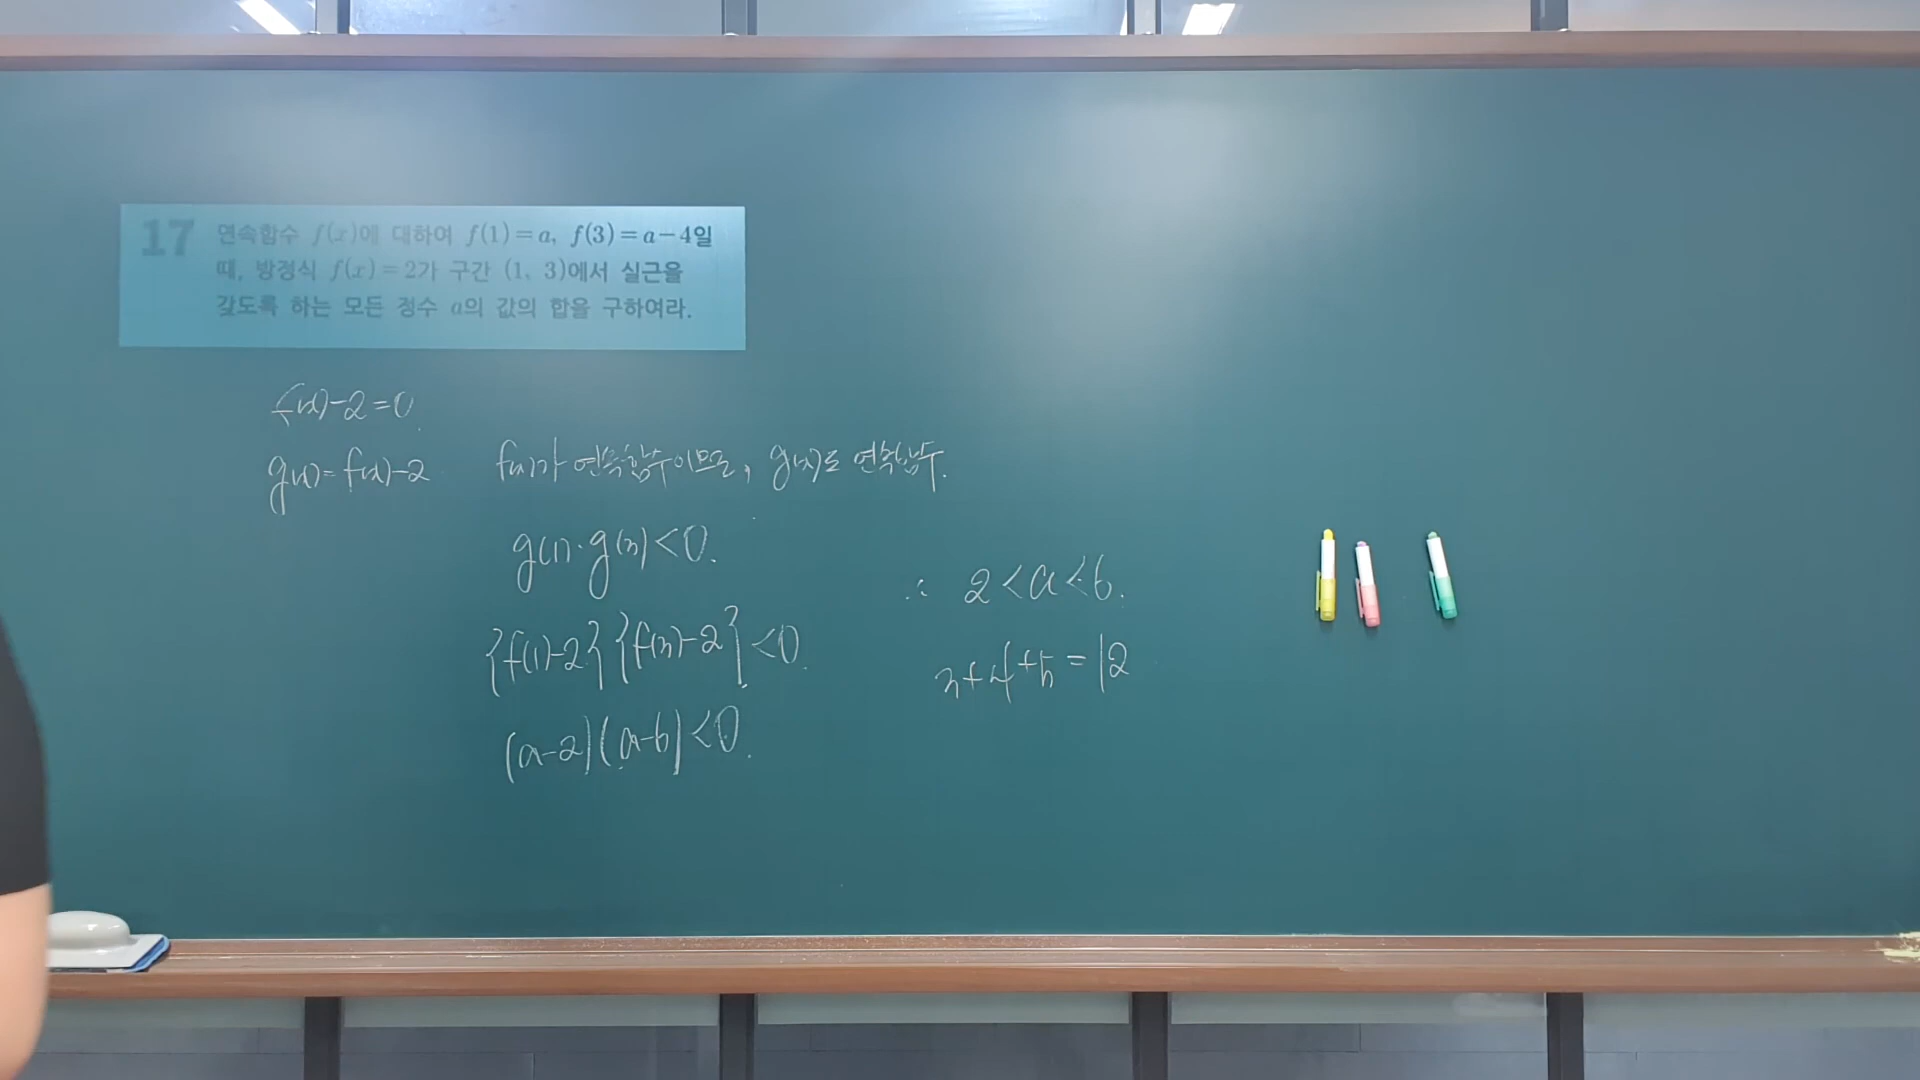 17 연속함수 f(x)에 대하여 f(1)=a, f(3)=a-4일
때, 방정식 f(x)=2가 구간 (1, 3)에서 실근을
갖도록 하는 모든 정수 a의 값의 합을 구하여라.
f(x)-2=0
g(x)=f(x)-2
f(x)가 연속함수이므로, g(x)도 연속함수.
g(1)·g(3)<0.
{f(1)-2}{f(3)-2}<0.
(a-2)(a-6)<0.
∴ 2<a<6.
3+4+5=12